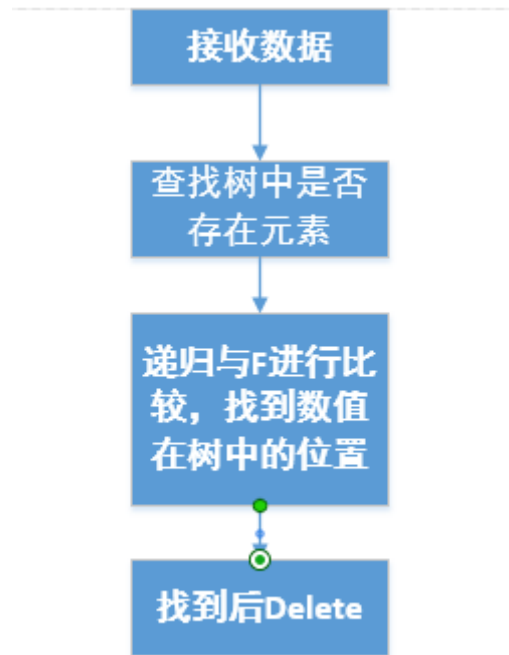 接收数据
查找树中是否
存在元素
递归与F进行比
较，找到数值
在树中的位置
找到后Delete